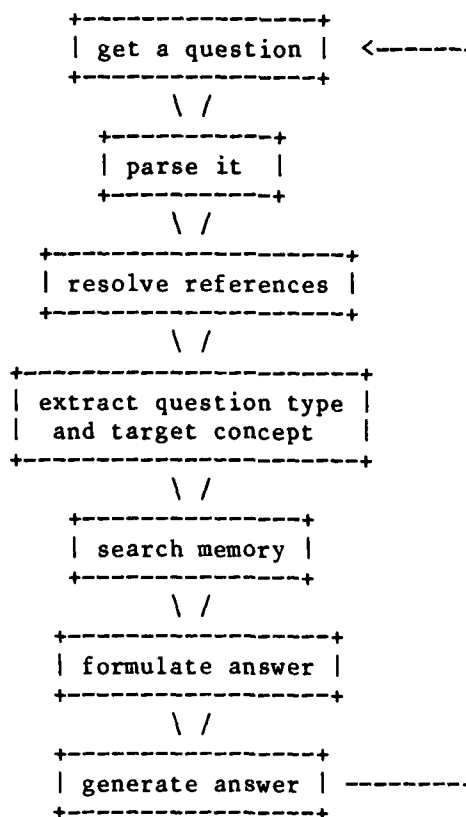 get a question
parse it
resolve references
extract question type
and target concept
search memory
formulate answer
generate answer